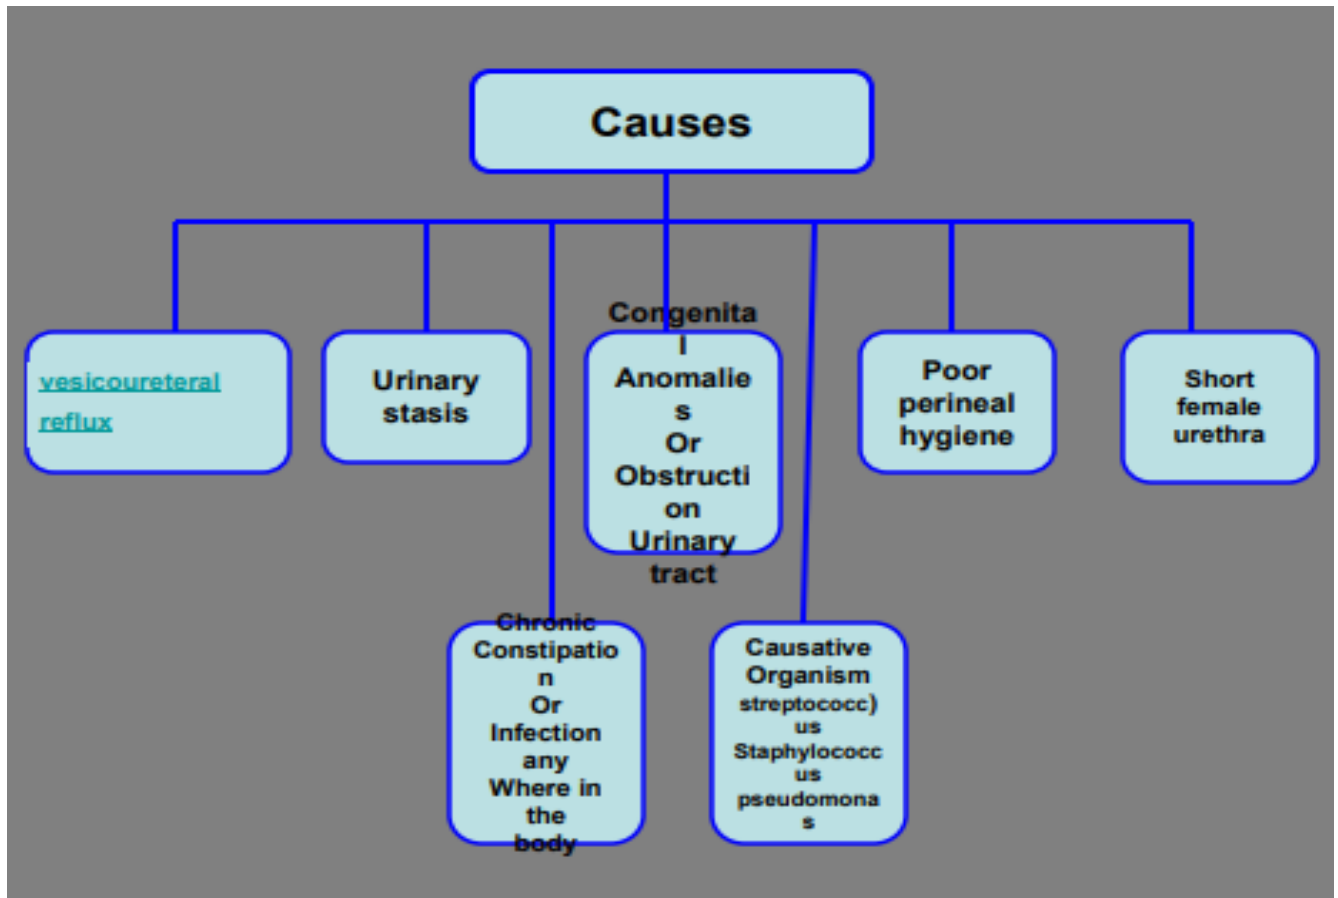 Causes
vesicoureteral
reflux
Urinary
stasis
Congenita
l
Anomalie
s
Or
Obstructi
on
Urinary
tract
Poor
perineal
hygiene
Short
female
urethra
Chronic
Constipatio
n
Or
Infection
any
Where in
the
body
Causative
Organism
streptococc)
us
Staphylococc
us
pseudomona
s